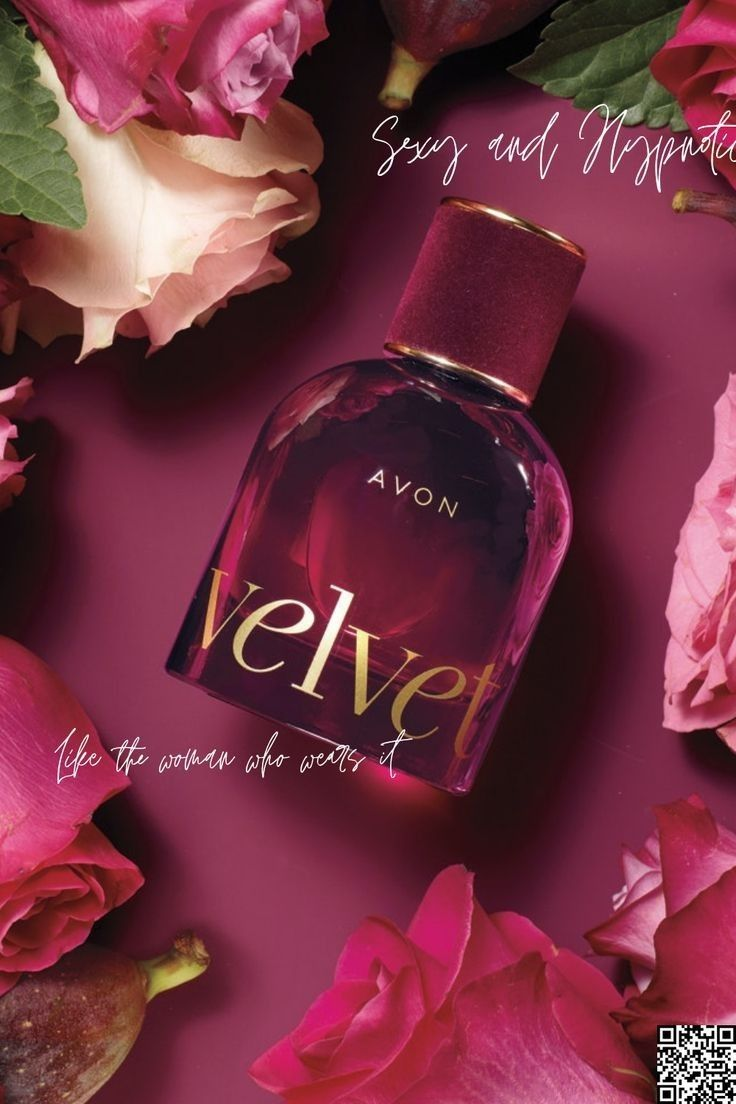 Sexy and Hypnotic
AVON
velvet
Like the woman who wears it